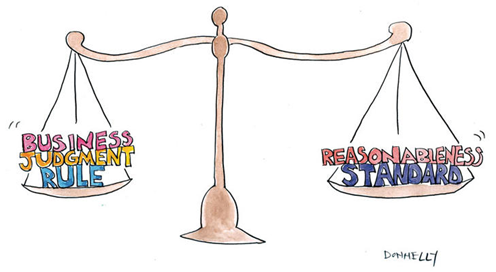 BUSINESS
JUDGMENT
RULE
REASONABLENESS
STANDARD
DONNELLY